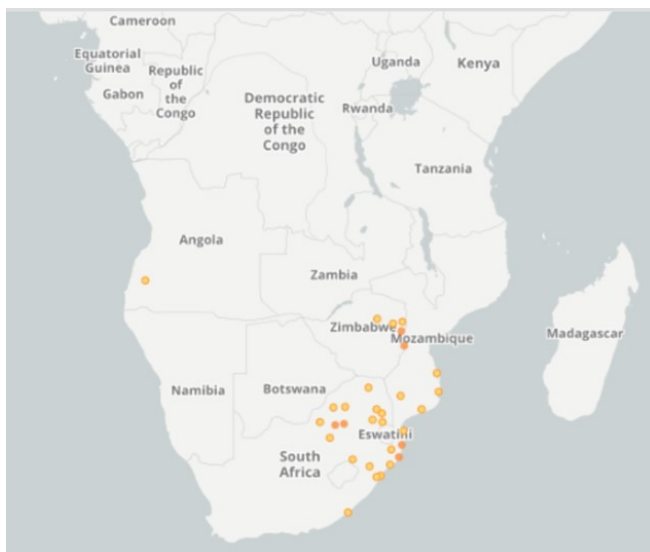 Cameroon
Equatorial
Guinea
Republic
of
the
Congo
Gabon
Democratic
Republic
of the
Congo
Uganda
Kenya
Rwanda
Tanzania
Angola
Zambia
Zimbabwe
Mozambique
Madagascar
Namibia
Botswana
Eswatini
South
Africa